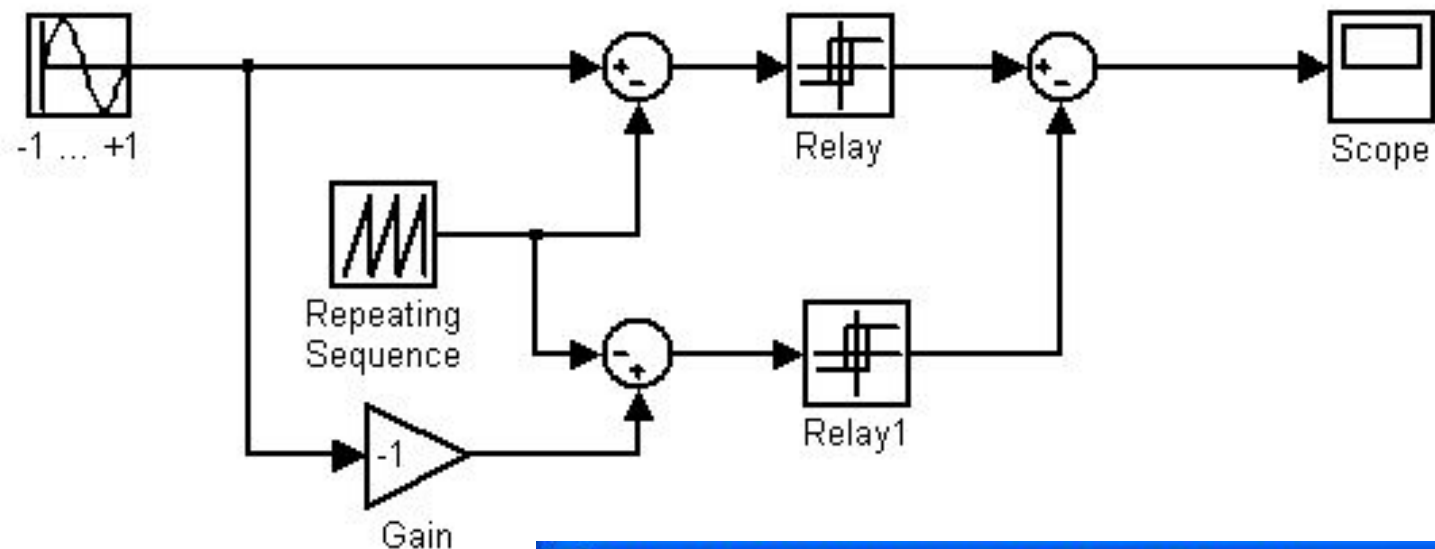 -1 ... +1
Relay
Scope
Repeating
Sequence
Relay1
-1
Gain